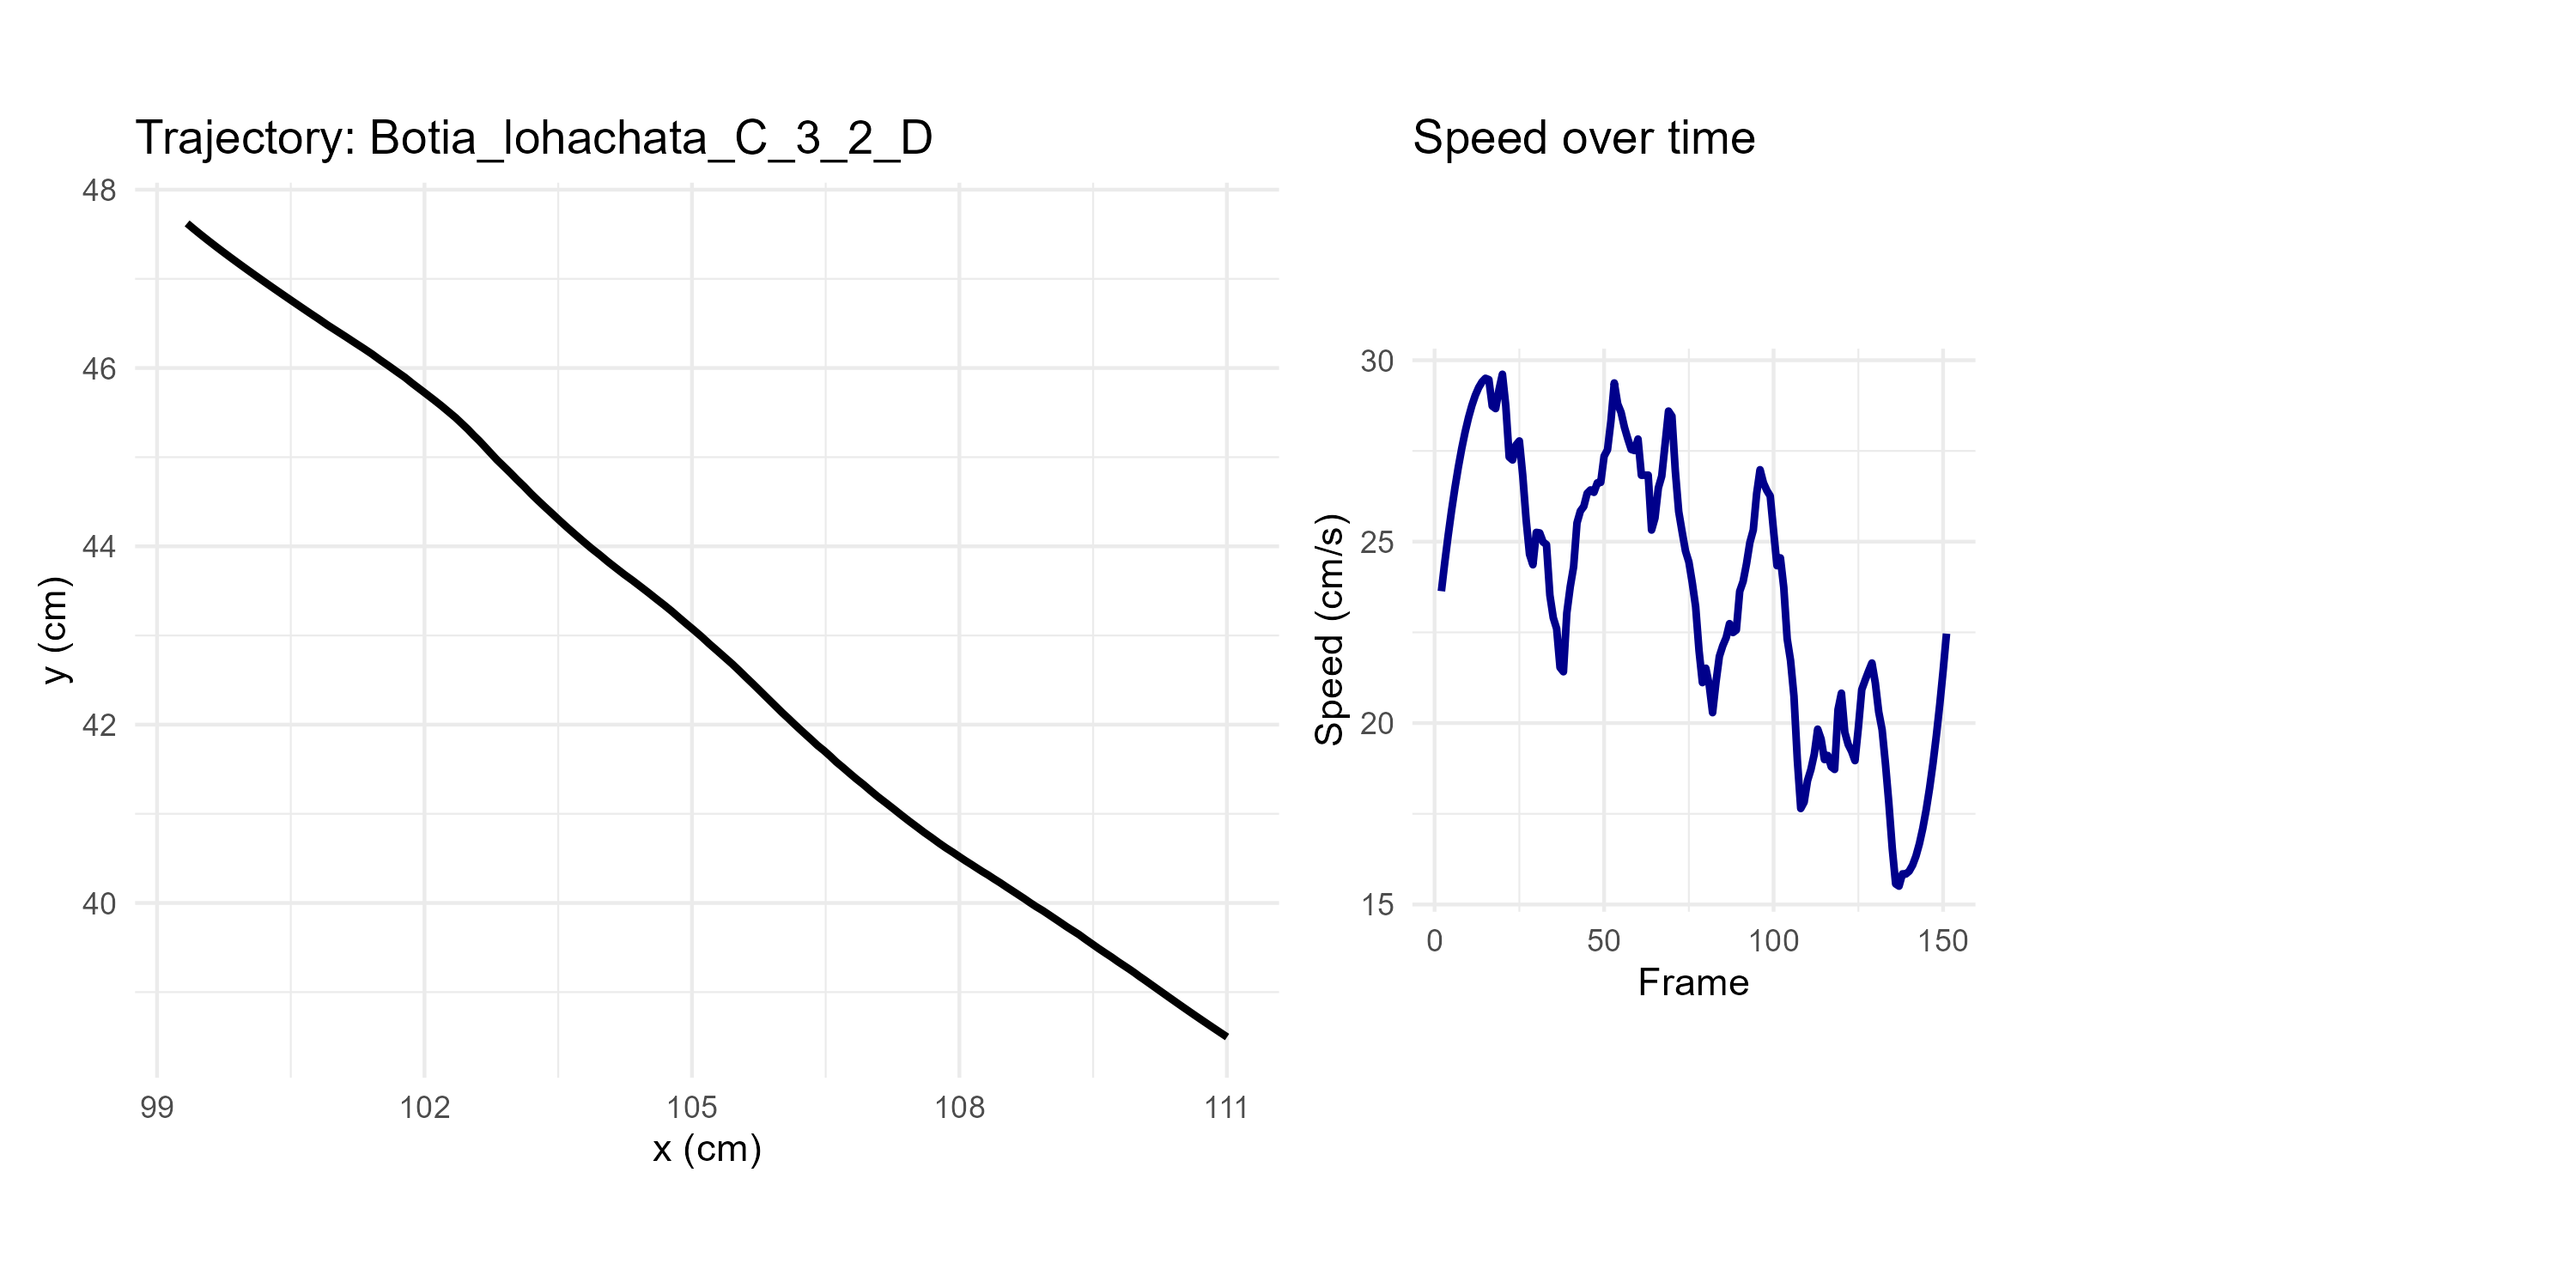 Trajectory: Botia_lohachata_C_3_2_D
48
46
44
42
40
y (cm)
99 102 105 108 111
x (cm)
Speed over time
30
25
20
15
Speed (cm/s)
0 50 100 150
Frame